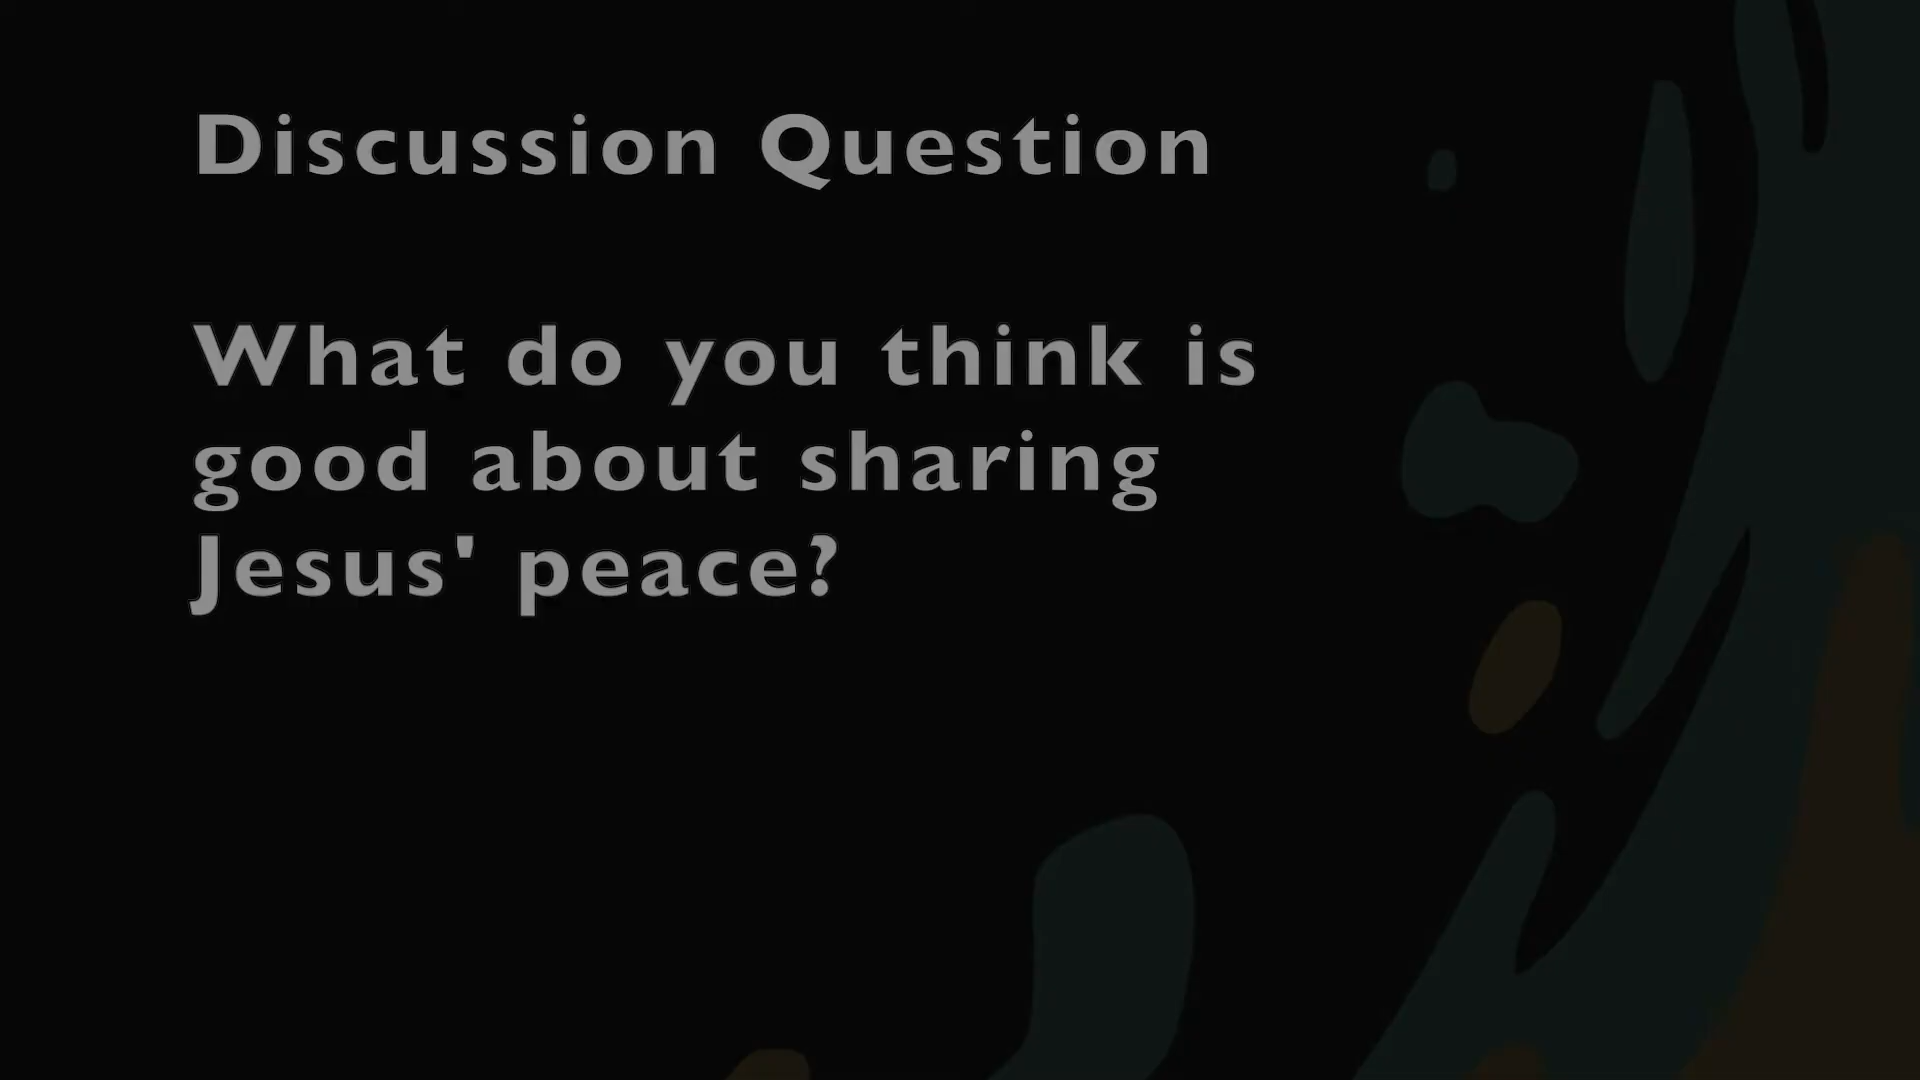 Discussion Question
What do you think is
good about sharing
Jesus' peace?